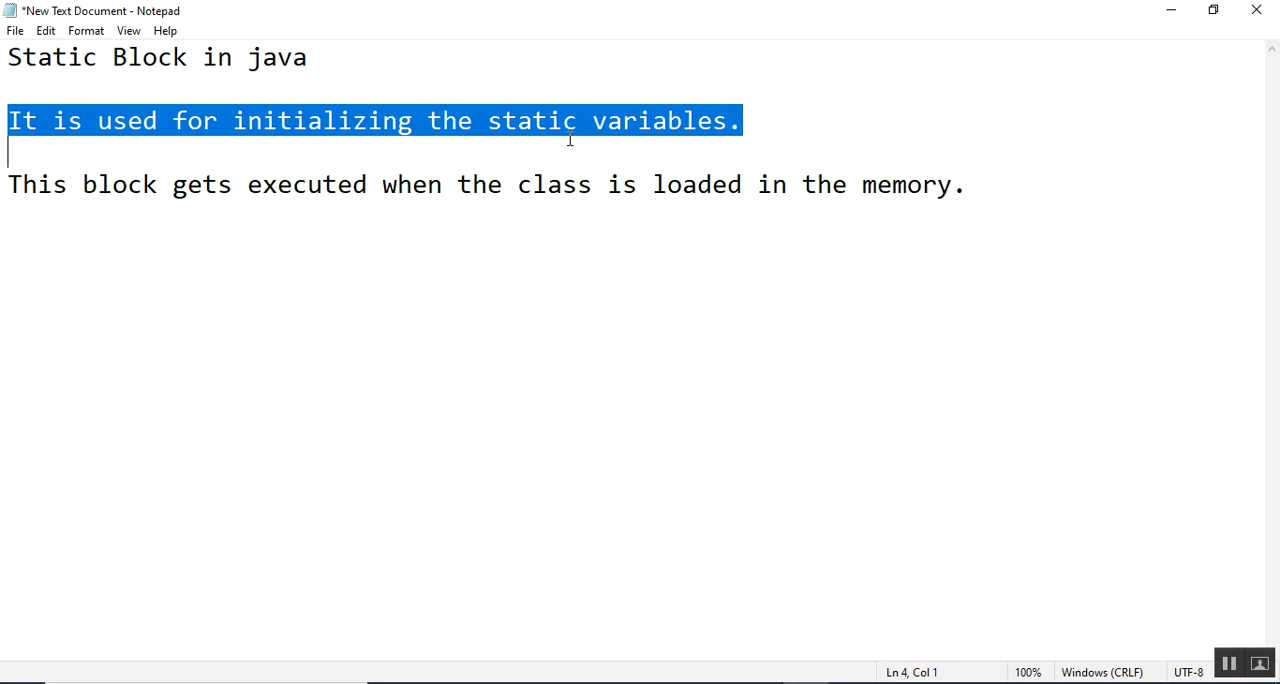 *New Text Document - Notepad
File Edit Format View Help
Static Block in java
It is used for initializing the static variables.
This block gets executed when the class is loaded in the memory.
Ln 4, Col 1 100% Windows (CRLF) UTF-8